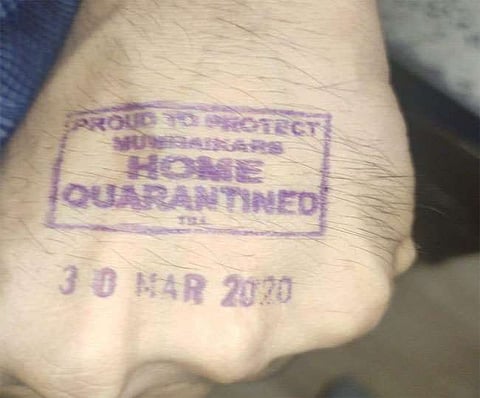 PROUD TO PROTECT
MUMBAIKARS
HOME
QUARANTINED
TILL
30 MAR 2020